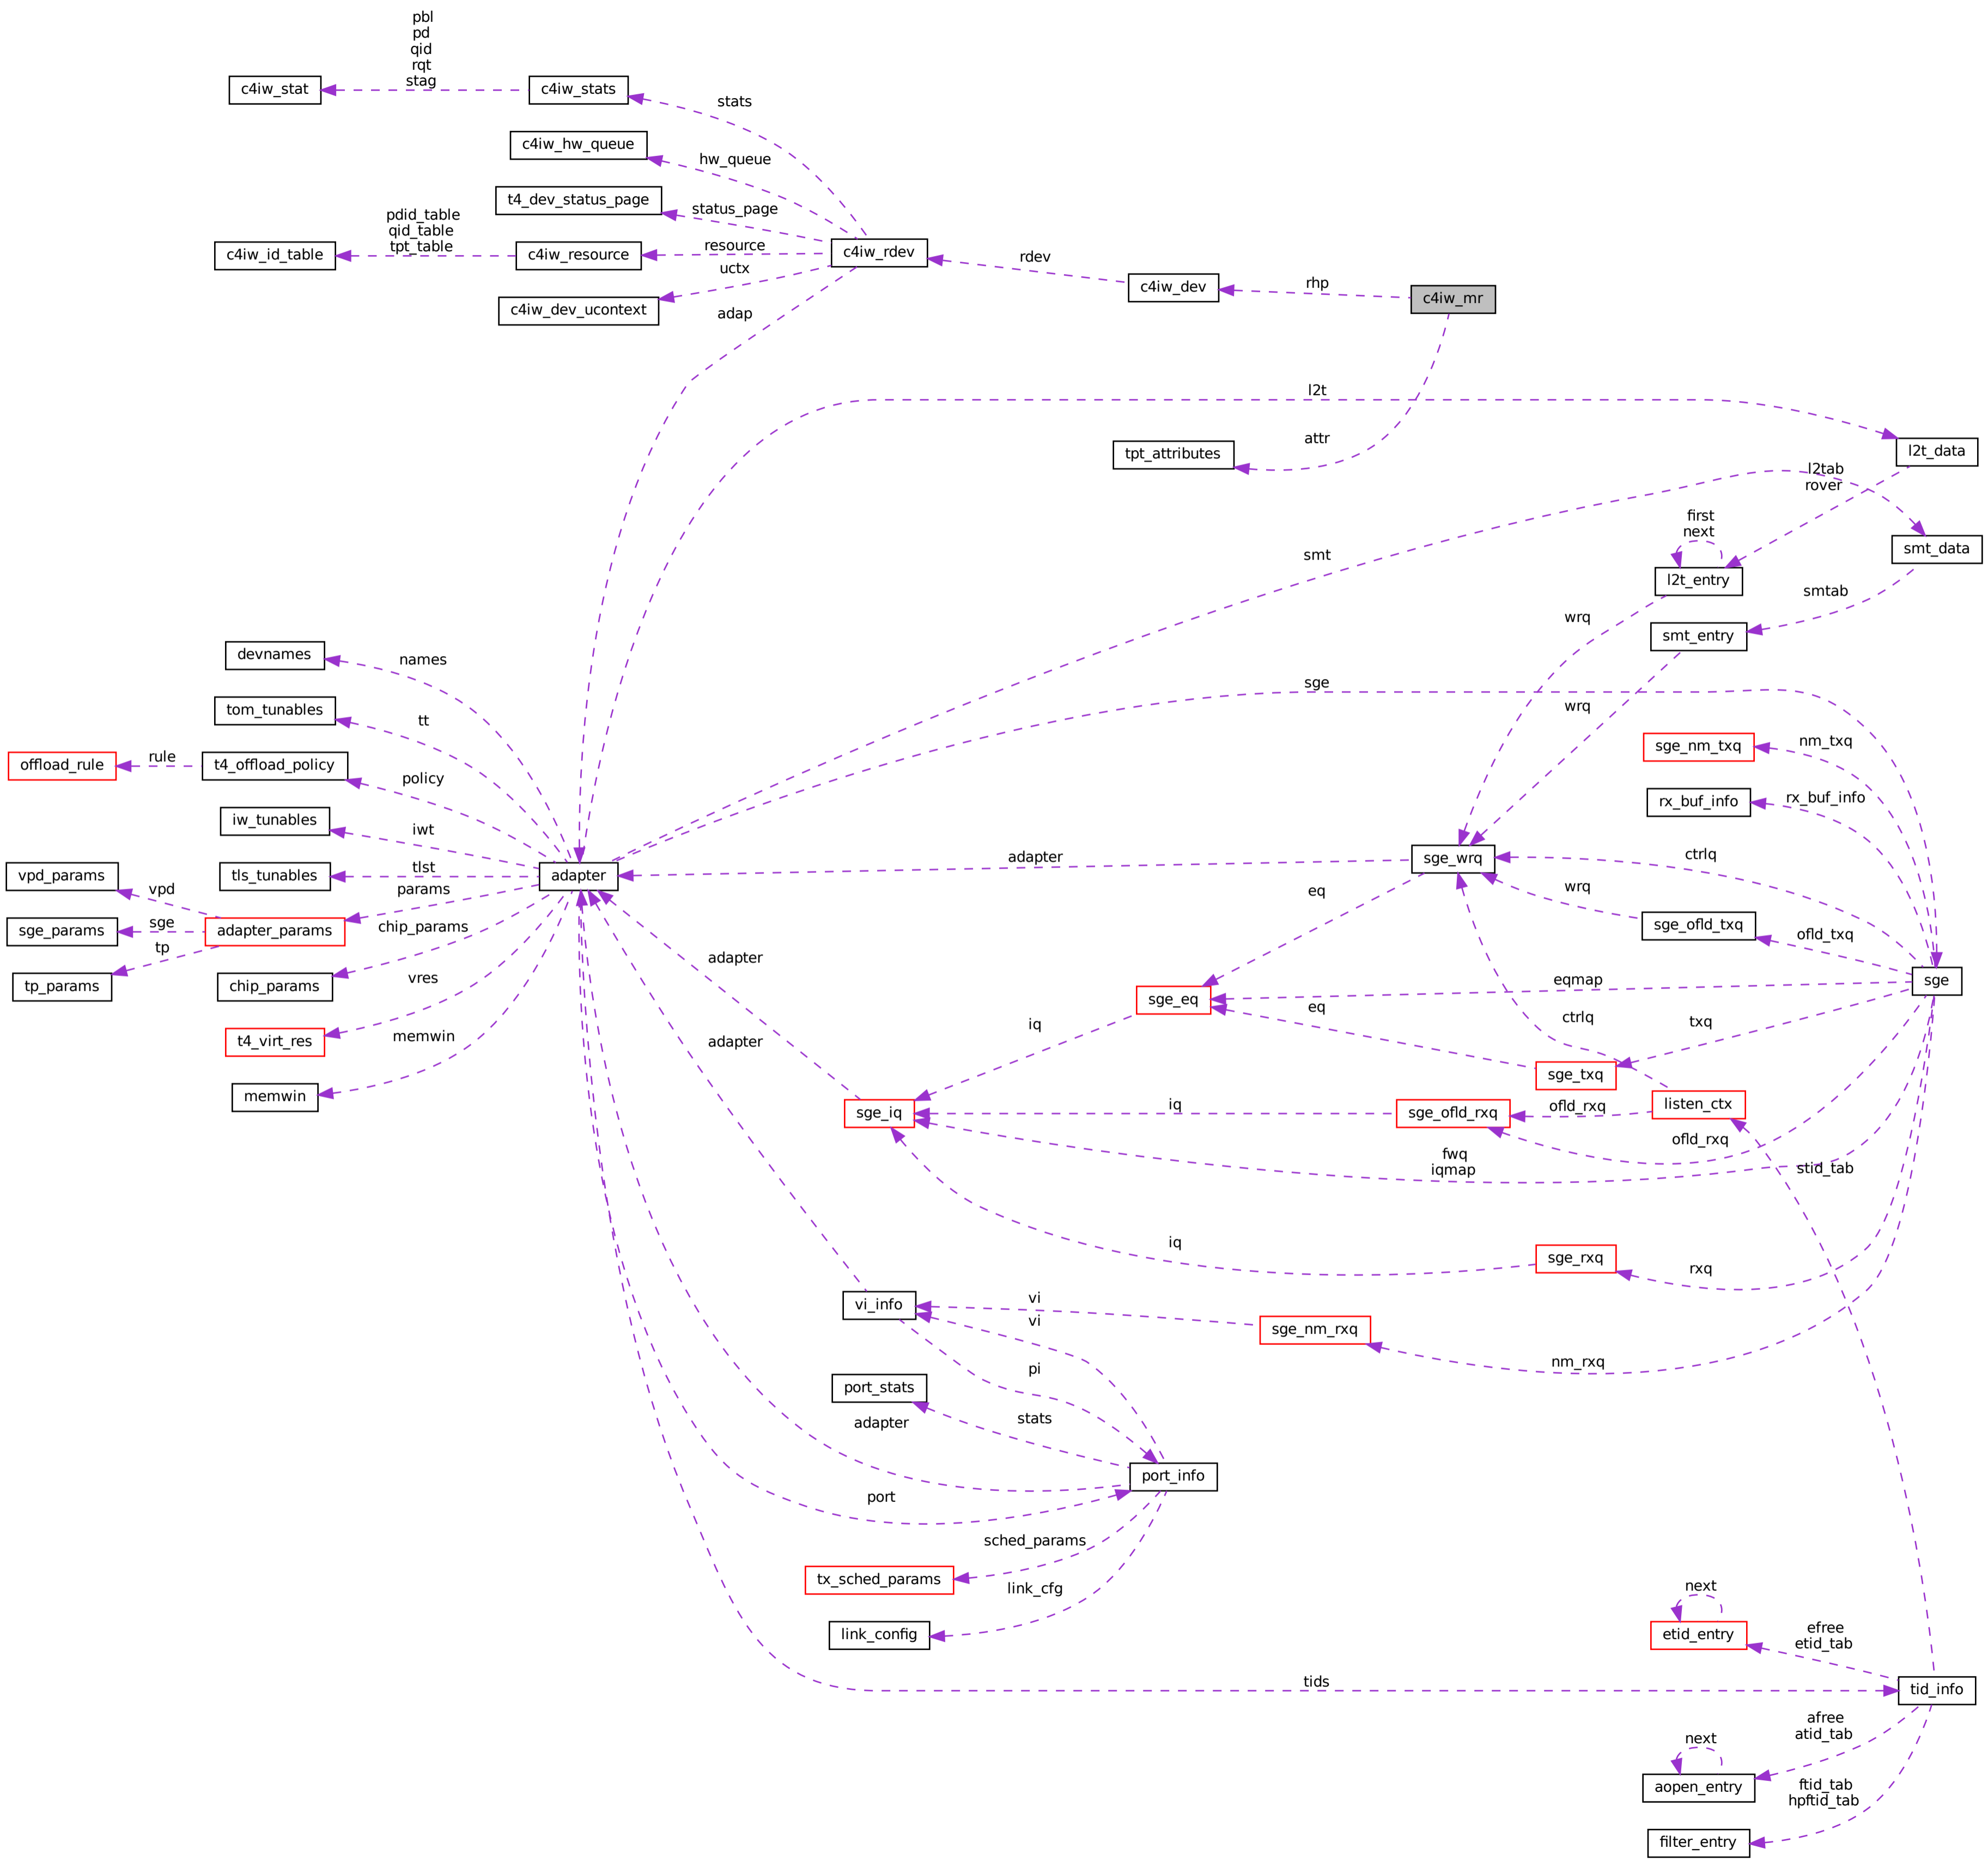 pbl
pd
qid
rqt
stag
c4iw_stat
c4iw_stats
stats
c4iw_hw_queue
hw_queue
t4_dev_status_page
status_page
pdid_table
qid_table
tpt_table
c4iw_id_table
c4iw_resource
resource
c4iw_rdev
rdev
uctx
c4iw_dev
rhp
c4iw_mr
c4iw_dev_ucontext
adap
l2t
attr
tpt_attributes
l2t_data
l2tab
rover
first
next
smt
smt_data
l2t_entry
smtab
wrq
smt_entry
devnames
names
sge
wrq
tom_tunables
tt
sge_nm_txq
nm_txq
offload_rule
rule
t4_offload_policy
policy
rx_buf_info
rx_buf_info
iw_tunables
iwt
adapter
sge_wrq
ctrlq
vpd_params
vpd
tls_tunables
tlst
adapter
params
eq
wrq
sge_params
sge
adapter_params
chip_params
sge_ofld_txq
ofld_txq
tp
tp_params
chip_params
vres
adapter
sge_eq
eqmap
sge
eq
ctrlq
txq
iq
t4_virt_res
memwin
adapter
sge_txq
memwin
sge_iq
iq
sge_ofld_rxq
ofld_rxq
listen_ctx
ofld_rxq
fwq
iqmap
stid_tab
iq
sge_rxq
rxq
vi_info
vi
vi
sge_nm_rxq
nm_rxq
pi
port_stats
stats
adapter
port_info
port
sched_params
tx_sched_params
link_cfg
link_config
next
etid_entry
efree
etid_tab
tids
tid_info
afree
atid_tab
next
aopen_entry
ftid_tab
hpftid_tab
filter_entry